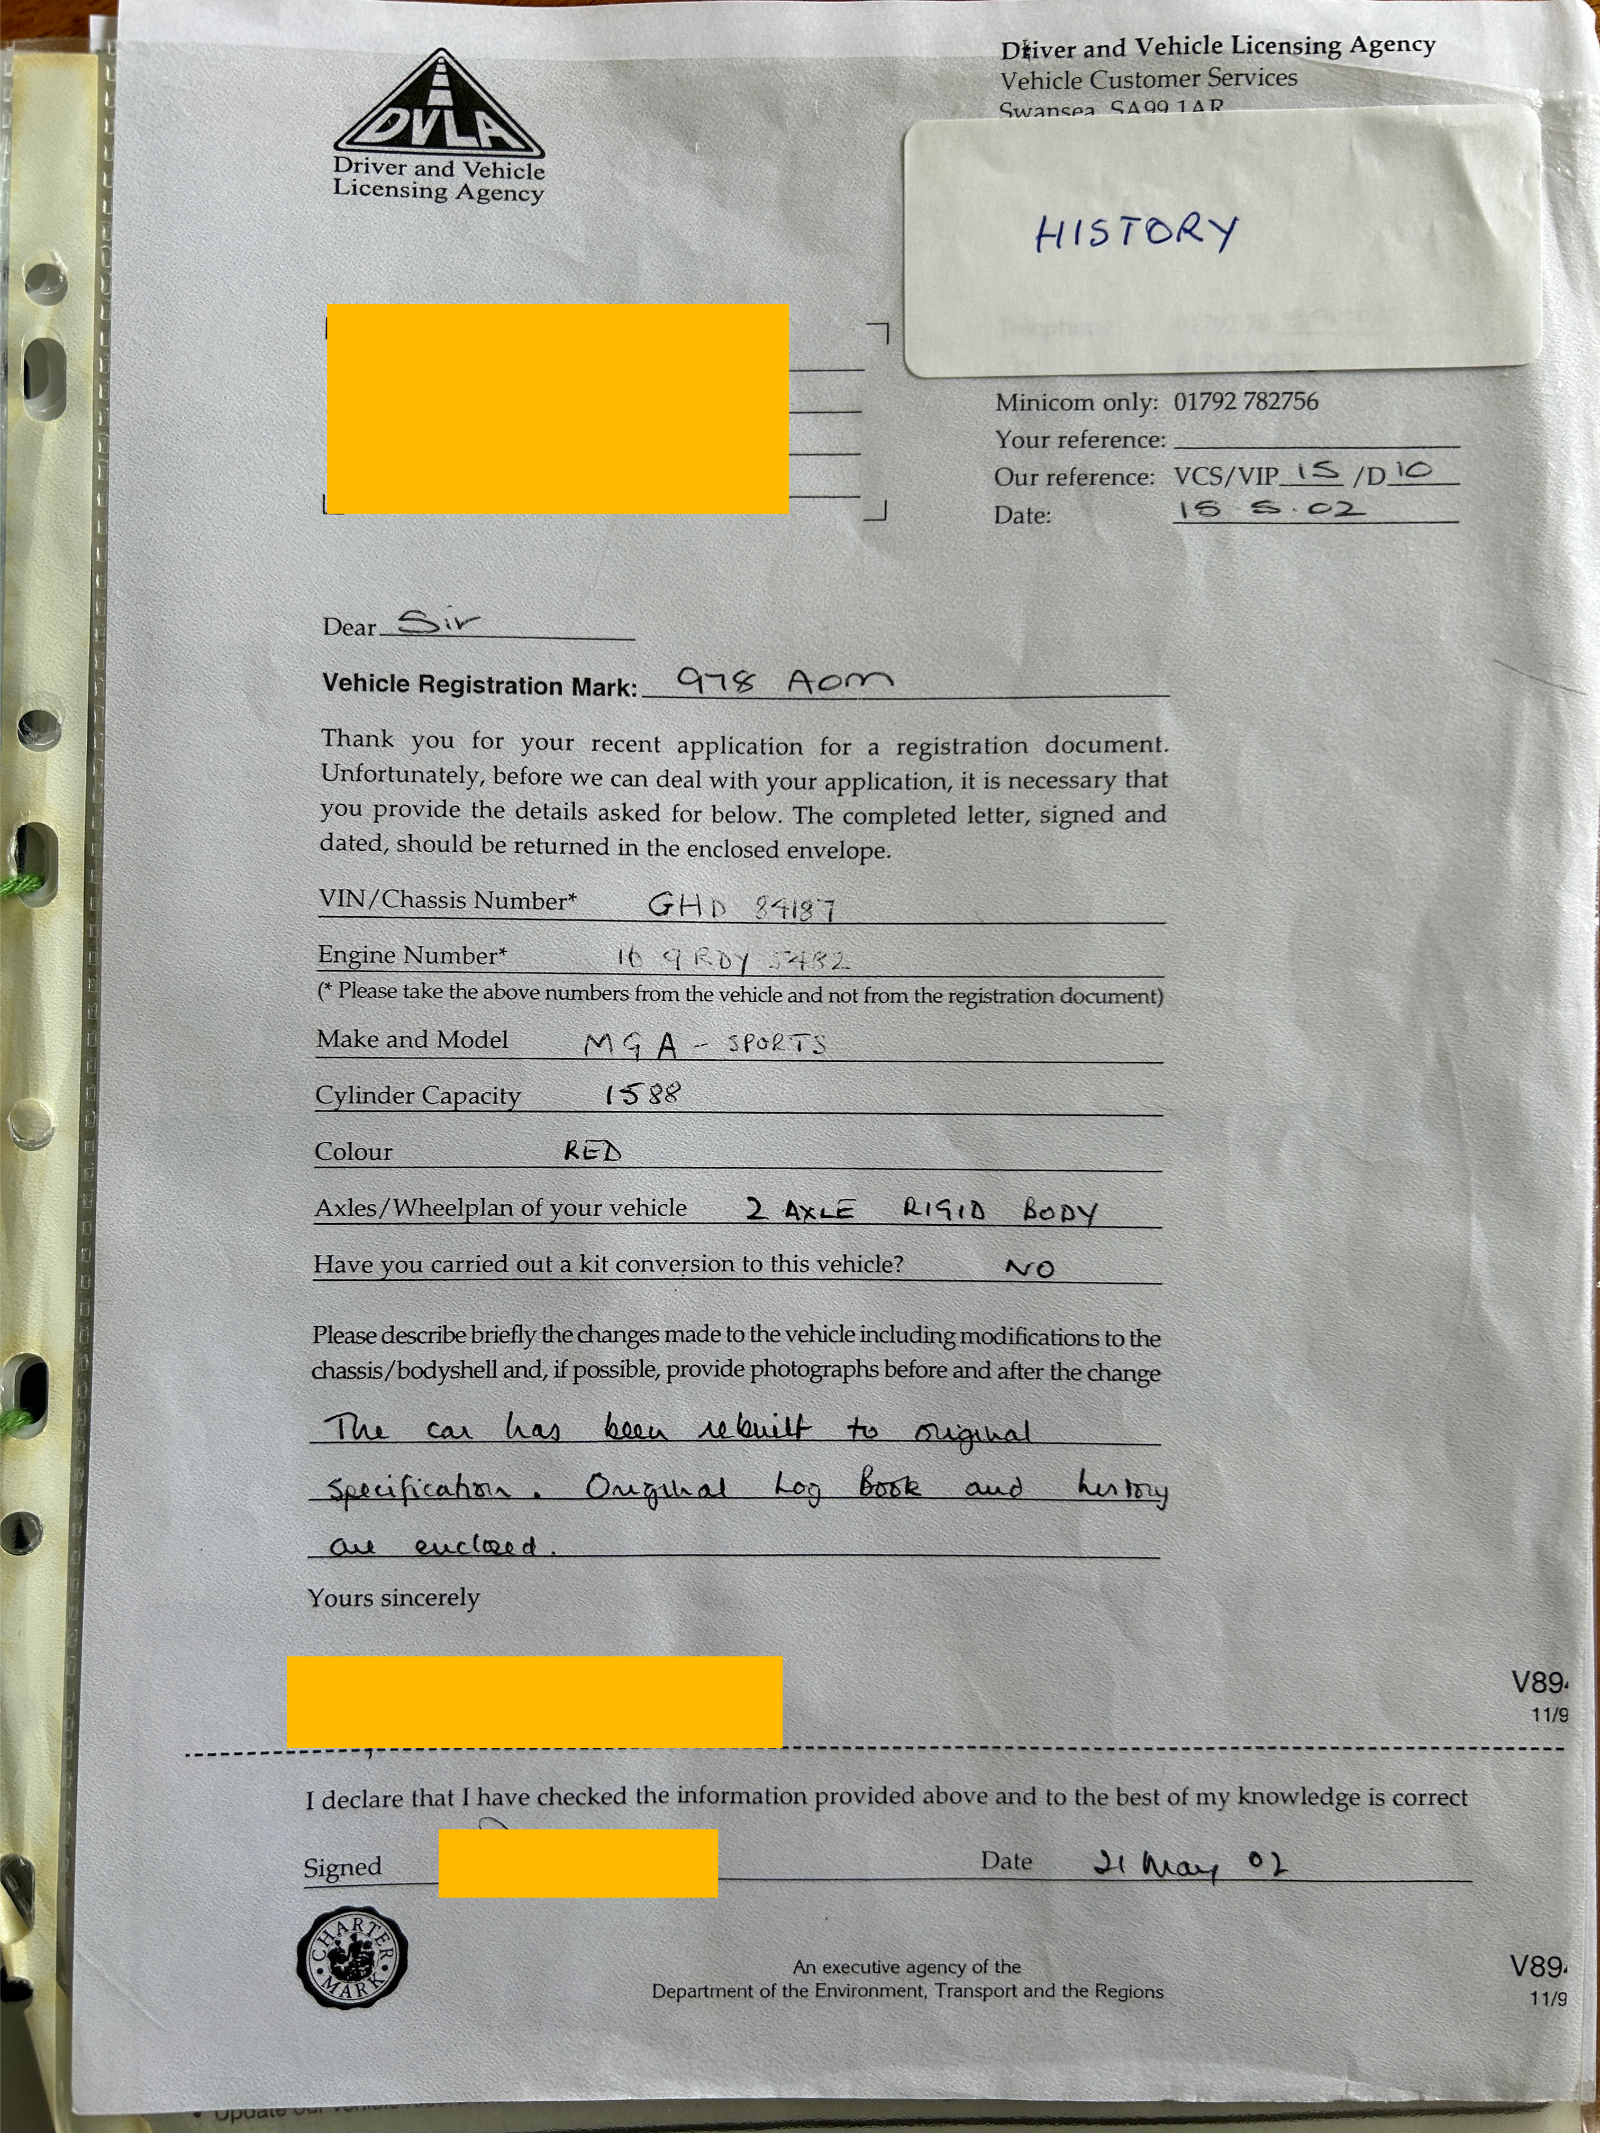 Driver and Vehicle Licensing Agency
Vehicle Customer Services
Swansea SA99 1AR
DVLA
Driver and Vehicle
Licensing Agency
HISTORY
Minicom only: 01792 782756
Your reference:
Our reference: VCS/VIP 15 /D 10
Date: 15 5.02
Dear Sir
Vehicle Registration Mark: 978 AOM
Thank you for your recent application for a registration document.
Unfortunately, before we can deal with your application, it is necessary that
you provide the details asked for below. The completed letter, signed and
dated, should be returned in the enclosed envelope.
VIN/Chassis Number* GHD 84187
Engine Number* 16
(* Please take the above numbers from the vehicle and not from the registration document)
Make and Model MGA - SPORTS
Cylinder Capacity 1588
Colour RED
Axles/Wheelplan of your vehicle 2 AXLE RIGID BODY
Have you carried out a kit conversion to this vehicle? NO
Please describe briefly the changes made to the vehicle including modifications to the
chassis/bodyshell and, if possible, provide photographs before and after the change
The car has been rebuilt to original
specification. Original Log Book and history
are enclosed.
Yours sincerely
V89
11/9
I declare that I have checked the information provided above and to the best of my knowledge is correct
Signed Date 21 May 02
CHARTER MARK
An executive agency of the
Department of the Environment, Transport and the Regions
V89
11/9